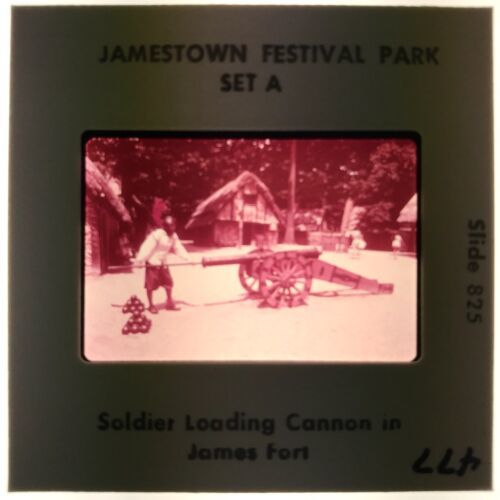 JAMESTOWN FESTIVAL PARK
SET A
Slide 825
Soldier Loading Cannon in
James Fort
477